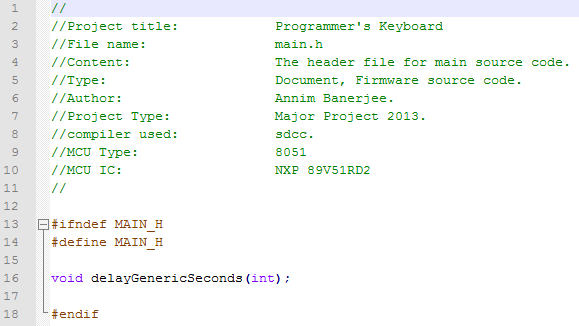 1 //
2 //Project title: Programmer's Keyboard
3 //File name: main.h
4 //Content: The header file for main source code.
5 //Type: Document, Firmware source code.
6 //Author: Annim Banerjee.
7 //Project Type: Major Project 2013.
8 //compiler used: sdcc.
9 //MCU Type: 8051
10 //MCU IC: NXP 89V51RD2
11 //
12
13 #ifndef MAIN_H
14 #define MAIN_H
15
16 void delayGenericSeconds(int);
17
18 #endif